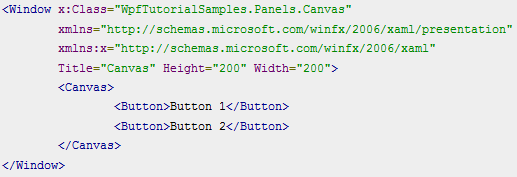 <Window x:Class="WpfTutorialSamples.Panels.Canvas"
        xmlns="http://schemas.microsoft.com/winfx/2006/xaml/presentation"
        xmlns:x="http://schemas.microsoft.com/winfx/2006/xaml"
        Title="Canvas" Height="200" Width="200">
        <Canvas>
                <Button>Button 1</Button>
                <Button>Button 2</Button>
        </Canvas>
</Window>